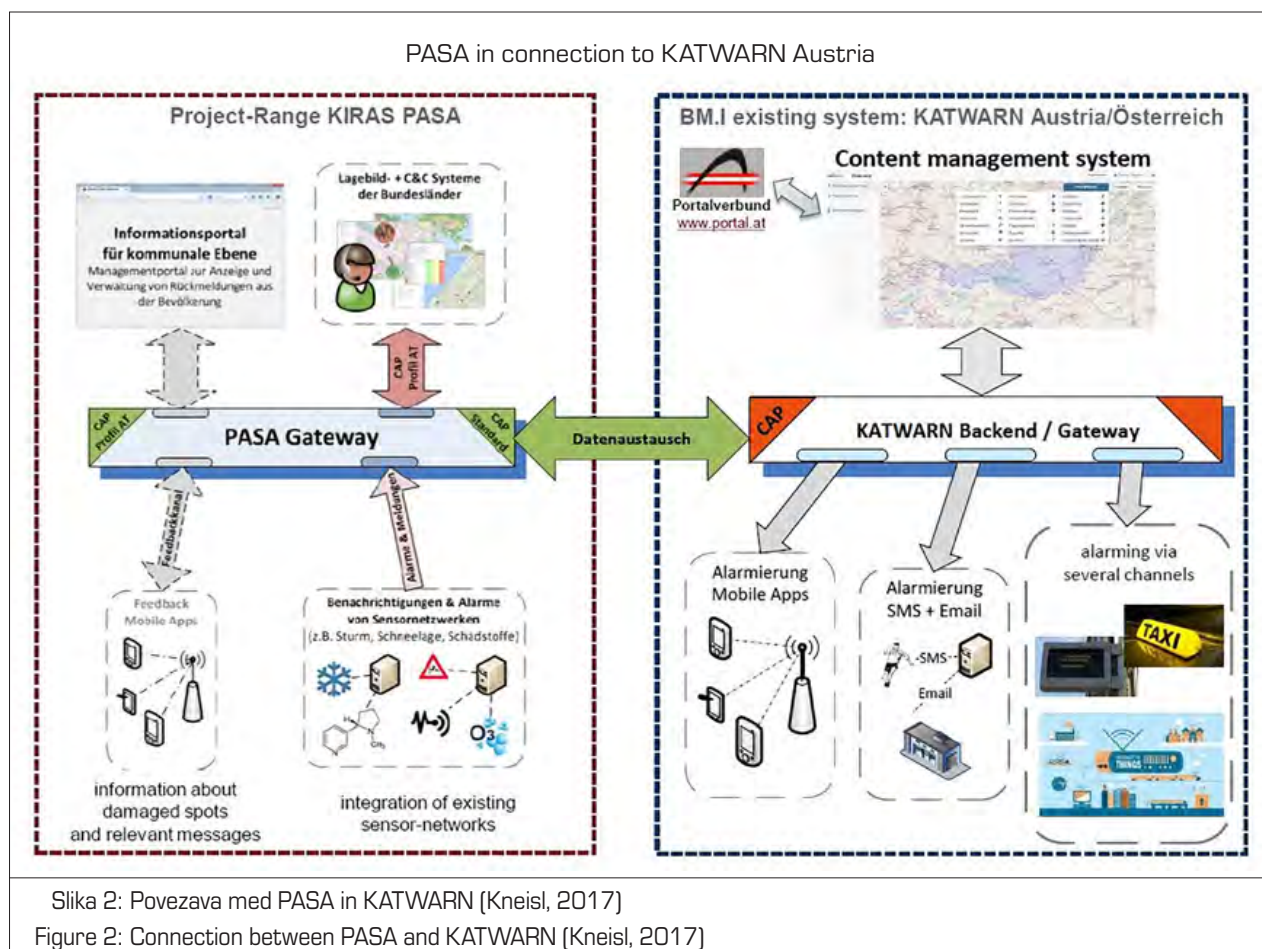 PASA in connection to KATWARN Austria
Project-Range KIRAS PASA
Informationsportal
für kommunale Ebene
Managementportal zur Anzeige und
Verwaltung von Rückmeldungen aus
der Bevölkerung
Lagebild- + C&C Systeme
der Bundesländer
CAP
Profil AT
CAP
Profil AT
PASA Gateway
CAP
Standard
Feedbackkanal
Alarme & Meldungen
Feedback
Mobile Apps
Benachrichtigungen & Alarme
von Sensornetzwerken
(z.B. Sturm, Schneelage, Schadstoffe)
H
N
CH3
N
O3
information about
damaged spots
and relevant messages
integration of existing
sensor-networks
Datenaustausch
BM.I existing system: KATWARN Austria/Österreich
Portalverbund
www.portal.at
Content management system
CAP
KATWARN Backend / Gateway
Alarmierung
Mobile Apps
Alarmierung
SMS + Email
SMS
Email
alarming via
several channels
TAXI
THINGS
Slika 2: Povezava med PASA in KATWARN (Kneisl, 2017)
Figure 2: Connection between PASA and KATWARN (Kneisl, 2017)